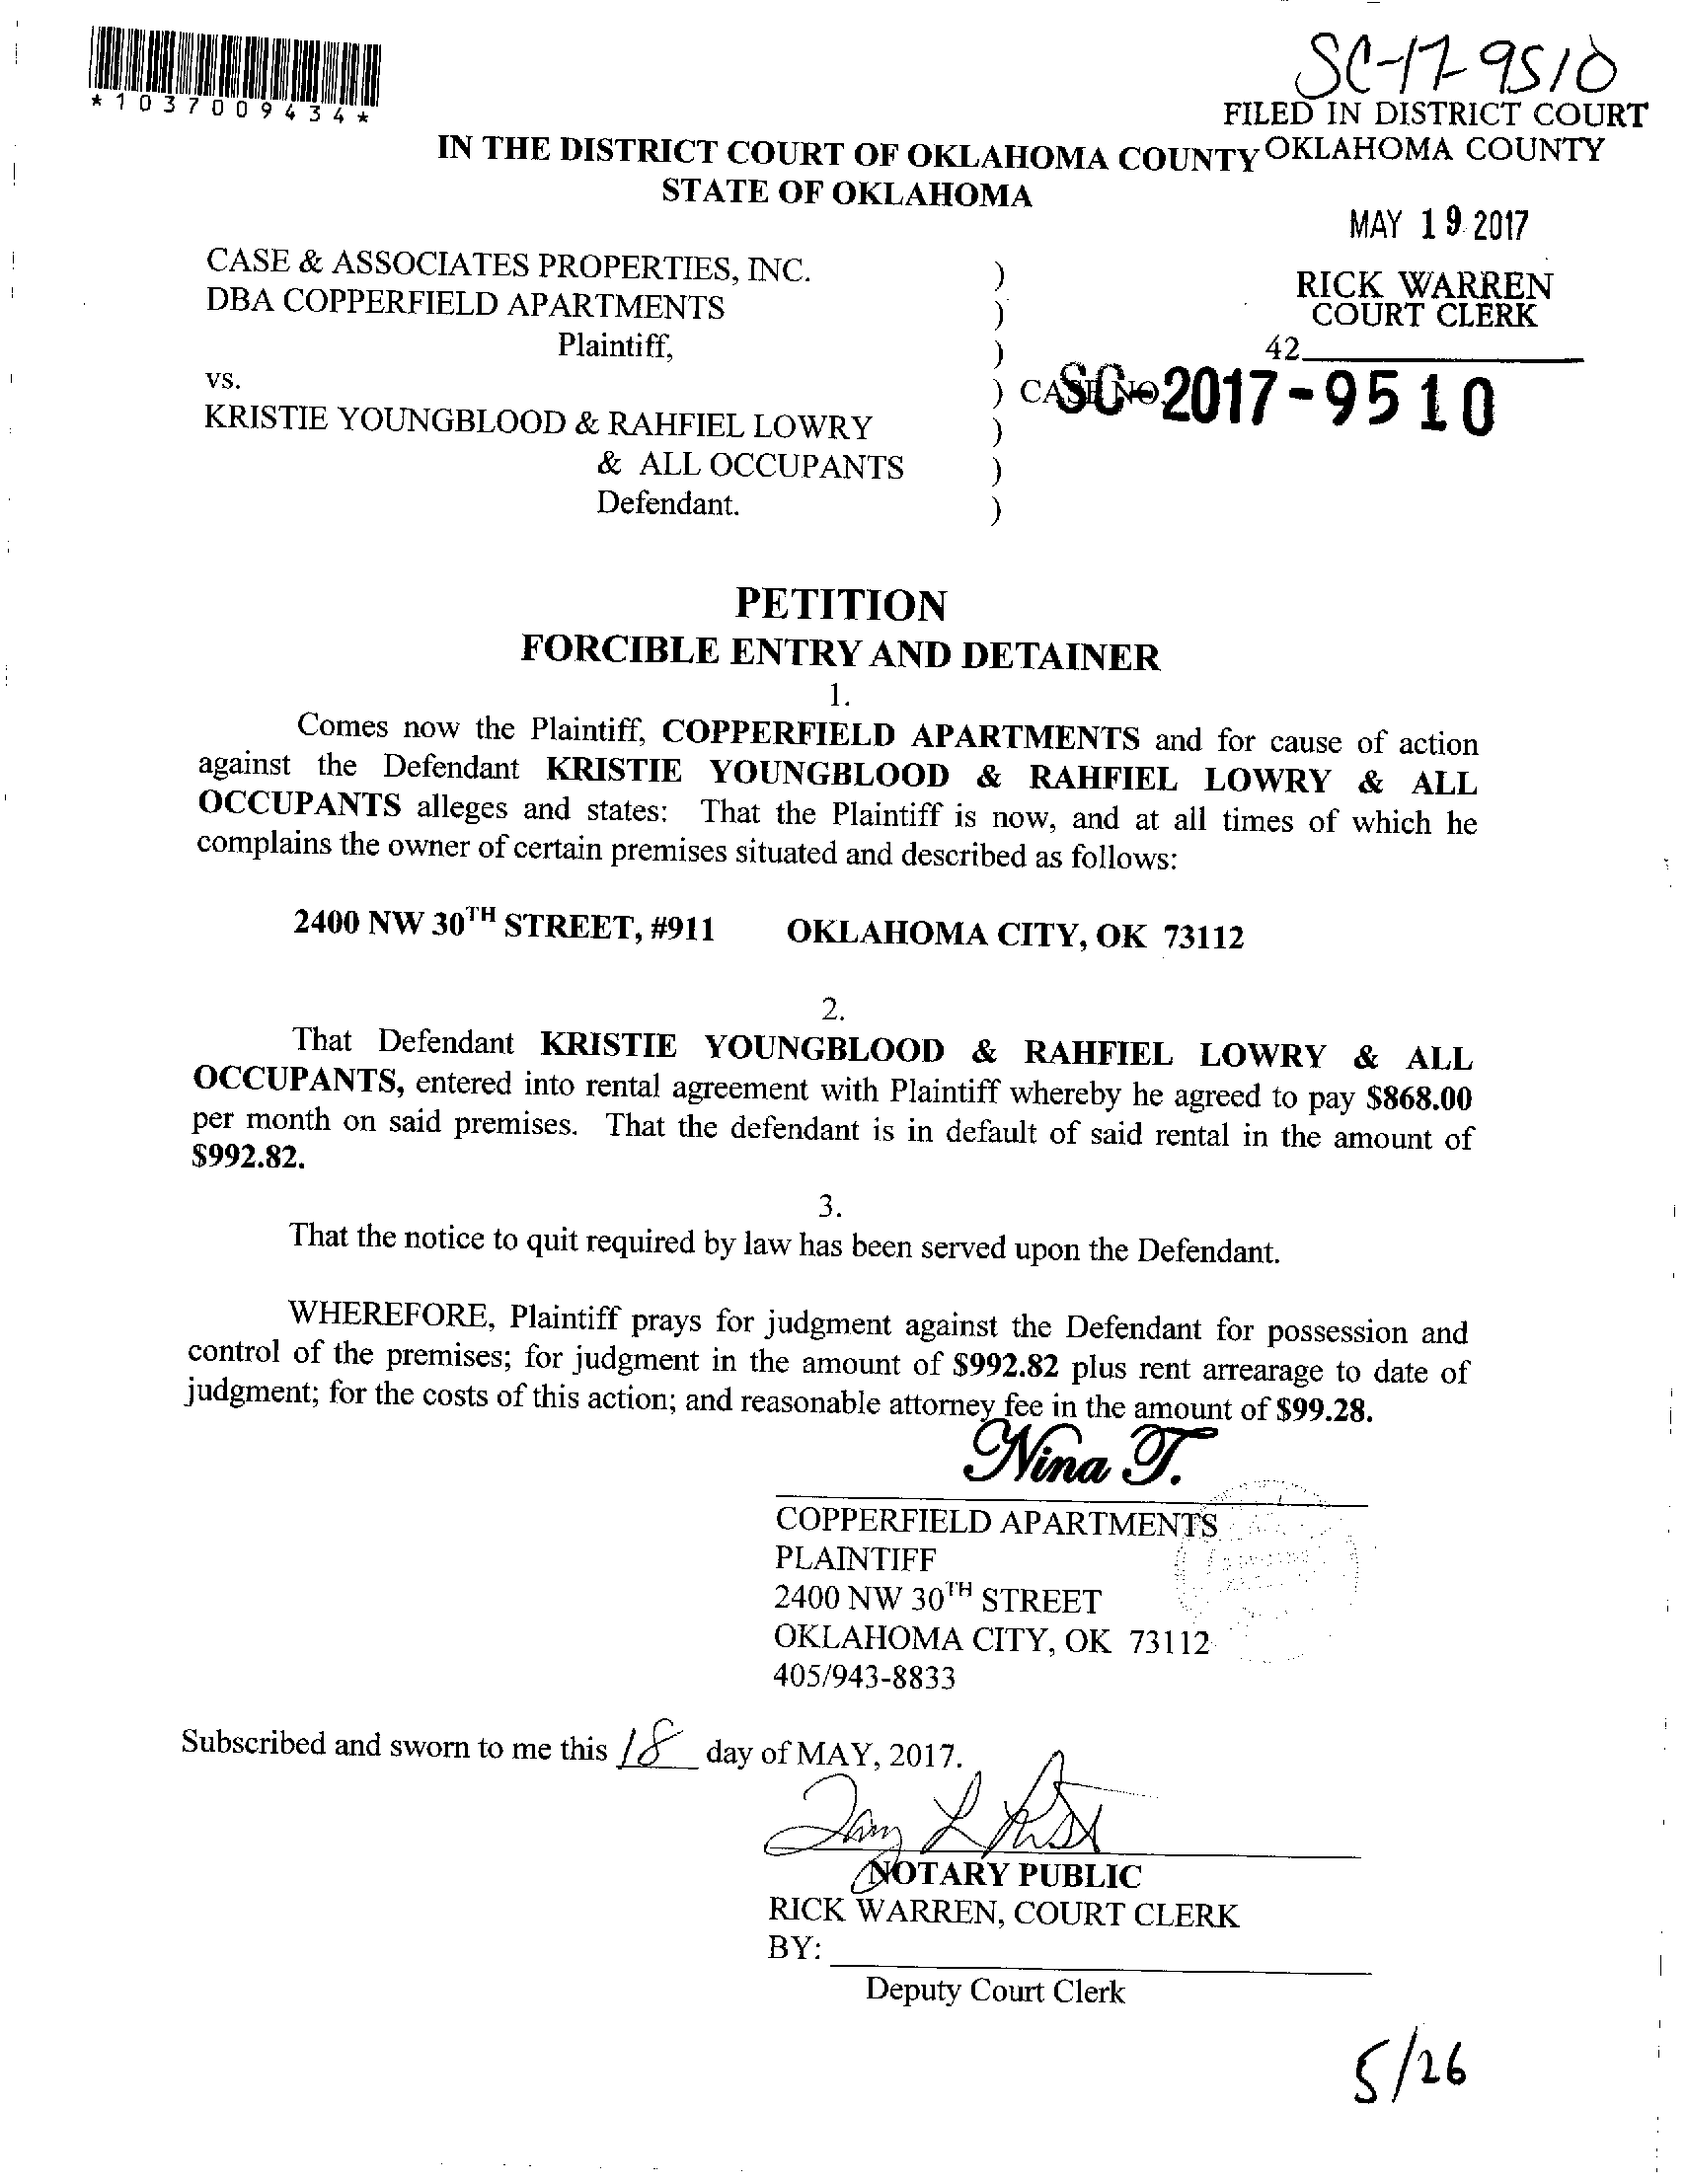 *1037009434*
SC-17-9510
FILED IN DISTRICT COURT
OKLAHOMA COUNTY
IN THE DISTRICT COURT OF OKLAHOMA COUNTY
STATE OF OKLAHOMA
MAY 19 2017
RICK WARREN
COURT CLERK
42
CASE & ASSOCIATES PROPERTIES, INC. )
DBA COPPERFIELD APARTMENTS )
Plaintiff, )
vs. ) CASE NO. SC-2017-9510
KRISTIE YOUNGBLOOD & RAHFIEL LOWRY )
& ALL OCCUPANTS )
Defendant. )
PETITION
FORCIBLE ENTRY AND DETAINER
1.
Comes now the Plaintiff, COPPERFIELD APARTMENTS and for cause of action
against the Defendant KRISTIE YOUNGBLOOD & RAHFIEL LOWRY & ALL
OCCUPANTS alleges and states: That the Plaintiff is now, and at all times of which he
complains the owner of certain premises situated and described as follows:
2400 NW 30TH STREET, #911 OKLAHOMA CITY, OK 73112
2.
That Defendant KRISTIE YOUNGBLOOD & RAHFIEL LOWRY & ALL
OCCUPANTS, entered into rental agreement with Plaintiff whereby he agreed to pay $868.00
per month on said premises. That the defendant is in default of said rental in the amount of
$992.82.
3.
That the notice to quit required by law has been served upon the Defendant.
WHEREFORE, Plaintiff prays for judgment against the Defendant for possession and
control of the premises; for judgment in the amount of $992.82 plus rent arrearage to date of
judgment; for the costs of this action; and reasonable attorney fee in the amount of $99.28.
Nina T.
COPPERFIELD APARTMENTS
PLAINTIFF
2400 NW 30TH STREET
OKLAHOMA CITY, OK 73112
405/943-8833
Subscribed and sworn to me this 18 day of MAY, 2017.
NOTARY PUBLIC
RICK WARREN, COURT CLERK
BY:
Deputy Court Clerk
5/26